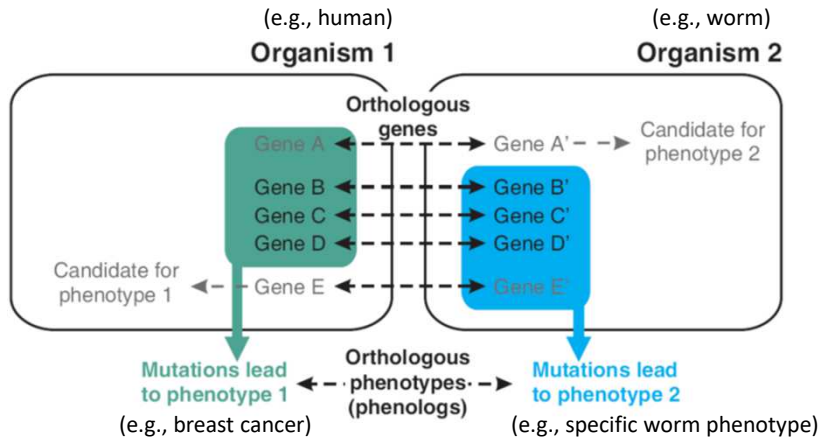 (e.g., human)
(e.g., worm)
Organism 1
Organism 2
Orthologous
genes
Gene A
Gene A’
Candidate for
phenotype 2
Gene B
Gene B’
Gene C
Gene C’
Gene D
Gene D’
Candidate for
phenotype 1
Gene E
Gene E’
Mutations lead
to phenotype 1
Orthologous
phenotypes
(phenologs)
Mutations lead
to phenotype 2
(e.g., breast cancer)
(e.g., specific worm phenotype)